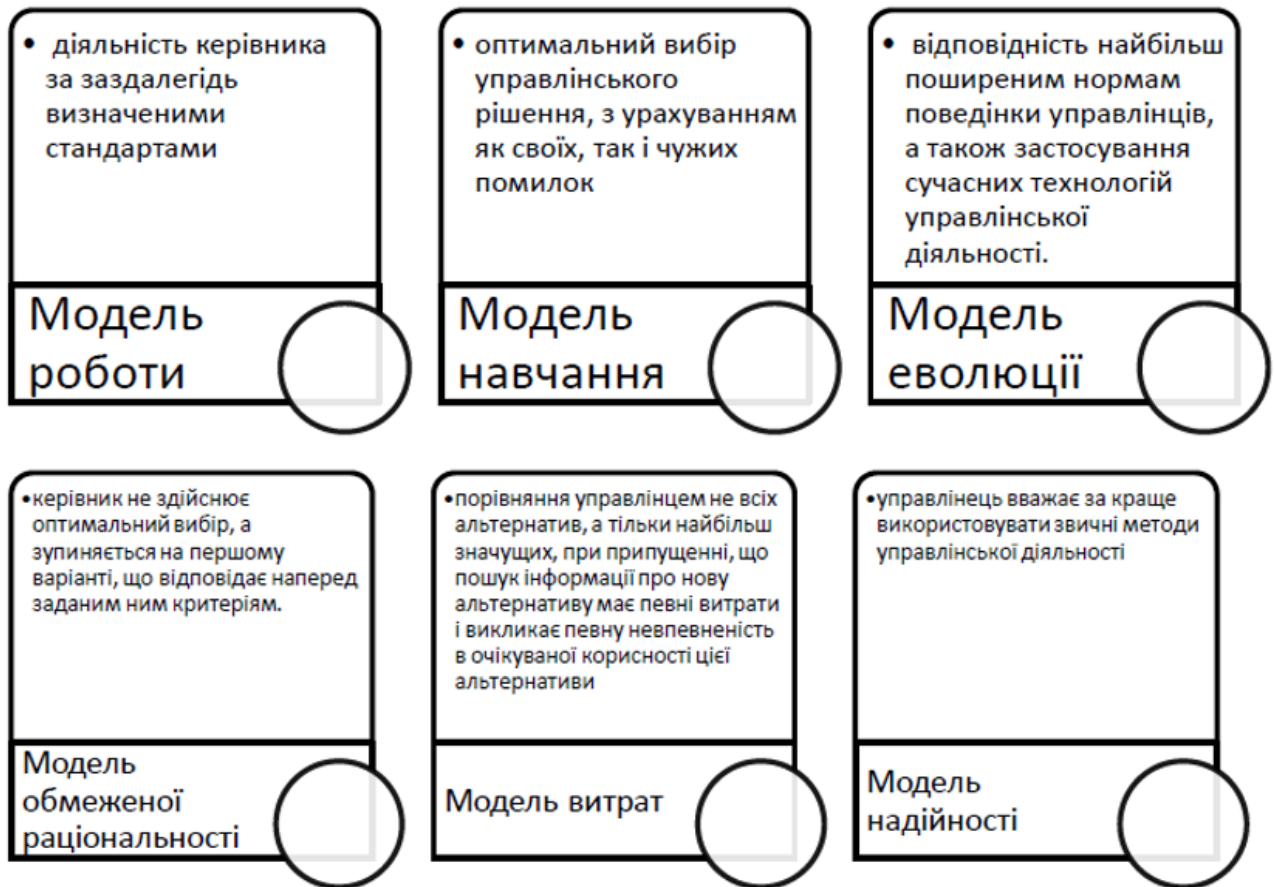 • діяльність керівника
за заздалегідь
визначеними
стандартами
Модель
роботи
• оптимальний вибір
управлінського
рішення, з урахуванням
як своїх, так і чужих
помилок
Модель
навчання
• відповідність найбільш
поширеним нормам
поведінки управлінців,
а також застосування
сучасних технологій
управлінської
діяльності.
Модель
еволюції
•керівник не здійснює
оптимальний вибір, а
зупиняється на першому
варіанті, що відповідає наперед
заданим ним критеріям.
Модель
обмеженої
раціональності
•порівняння управлінцем не всіх
альтернатив, а тільки найбільш
значущих, при припущенні, що
пошук інформації про нову
альтернативу має певні витрати
і викликає певну невпевненість
в очікуваної корисності цієї
альтернативи
Модель витрат
•управлінець вважає за краще
використовувати звичні методи
управлінської діяльності
Модель
надійності